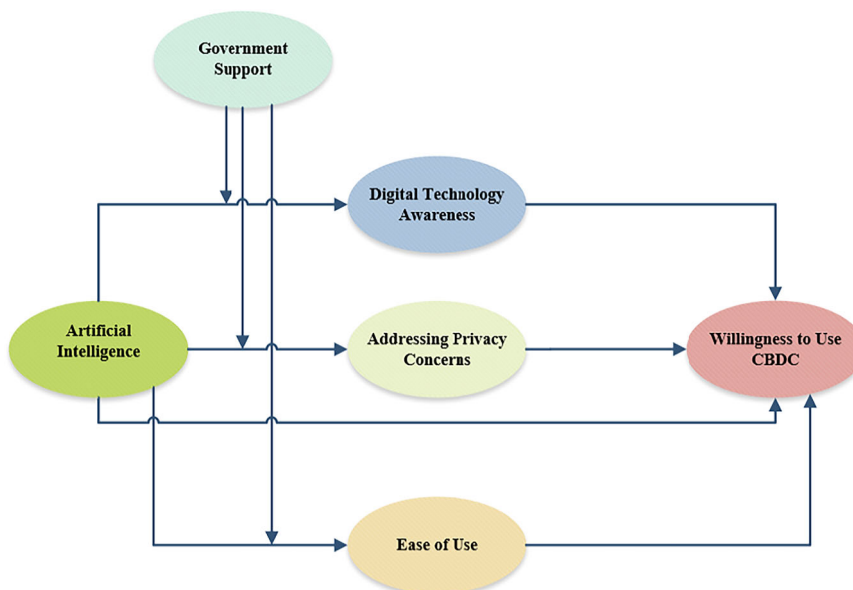 Government
Support
Digital Technology
Awareness
Artificial
Intelligence
Addressing Privacy
Concerns
Willingness to Use
CBDC
Ease of Use